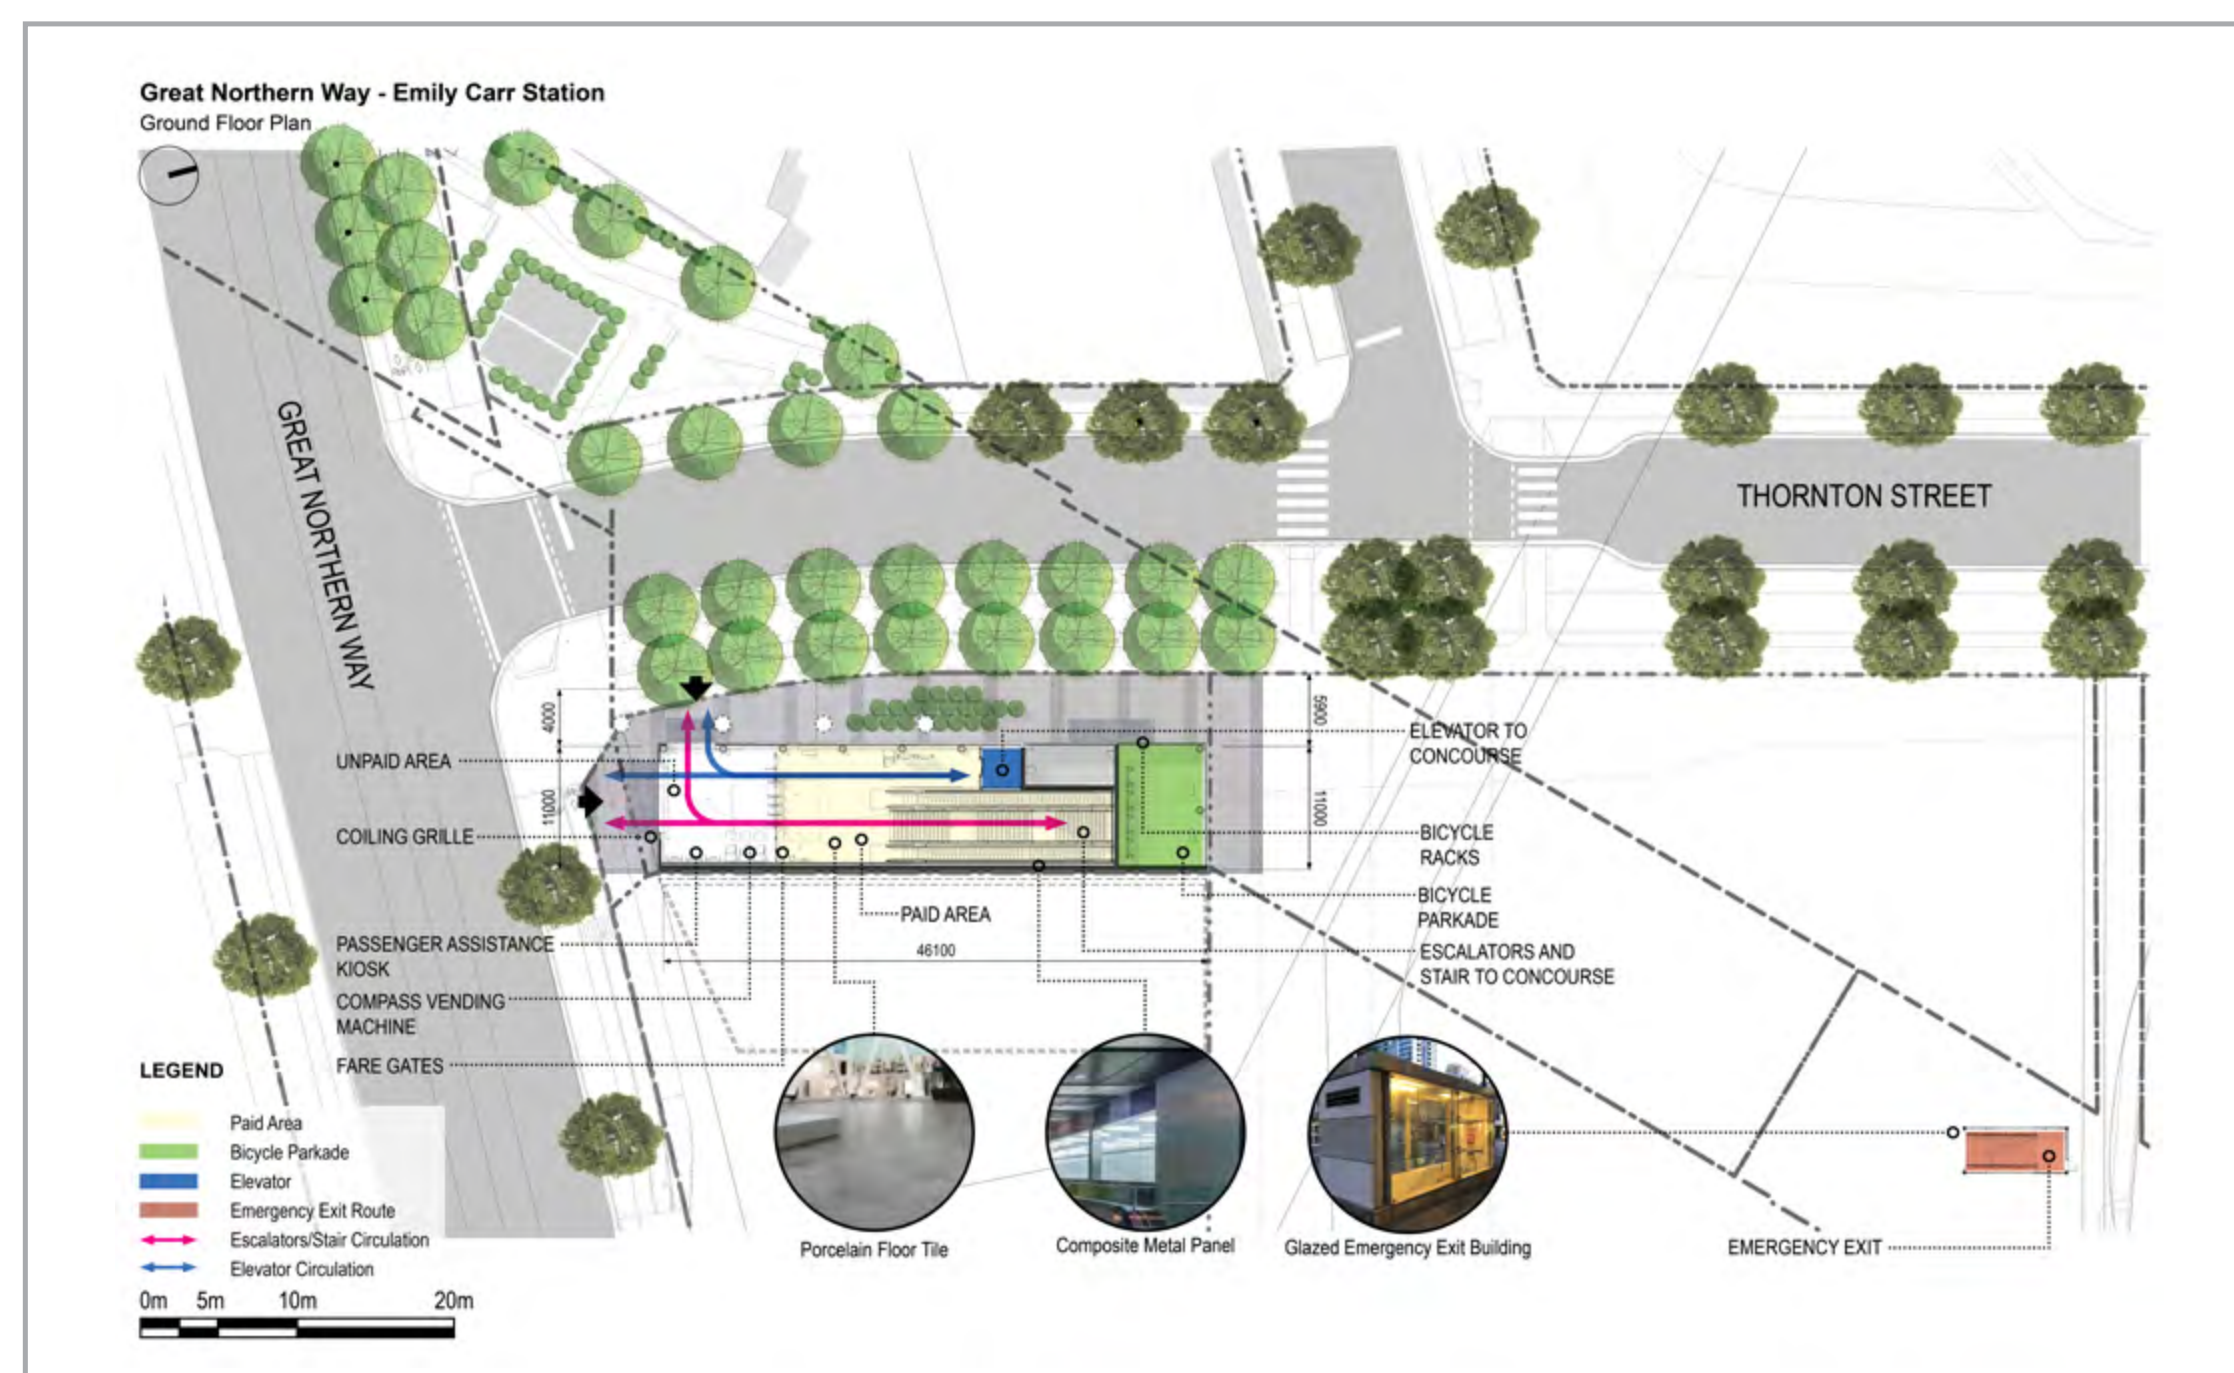 Great Northern Way - Emily Carr Station
Ground Floor Plan
GREAT NORTHERN WAY
THORNTON STREET
4000
5900
11000
11000
UNPAID AREA
COILING GRILLE
PASSENGER ASSISTANCE
KIOSK
COMPASS VENDING
MACHINE
FARE GATES
PAID AREA
46100
ELEVATOR TO
CONCOURSE
BICYCLE
RACKS
BICYCLE
PARKADE
ESCALATORS AND
STAIR TO CONCOURSE
EMERGENCY EXIT
Porcelain Floor Tile
Composite Metal Panel
Glazed Emergency Exit Building
LEGEND
Paid Area
Bicycle Parkade
Elevator
Emergency Exit Route
Escalators/Stair Circulation
Elevator Circulation
0m 5m 10m 20m